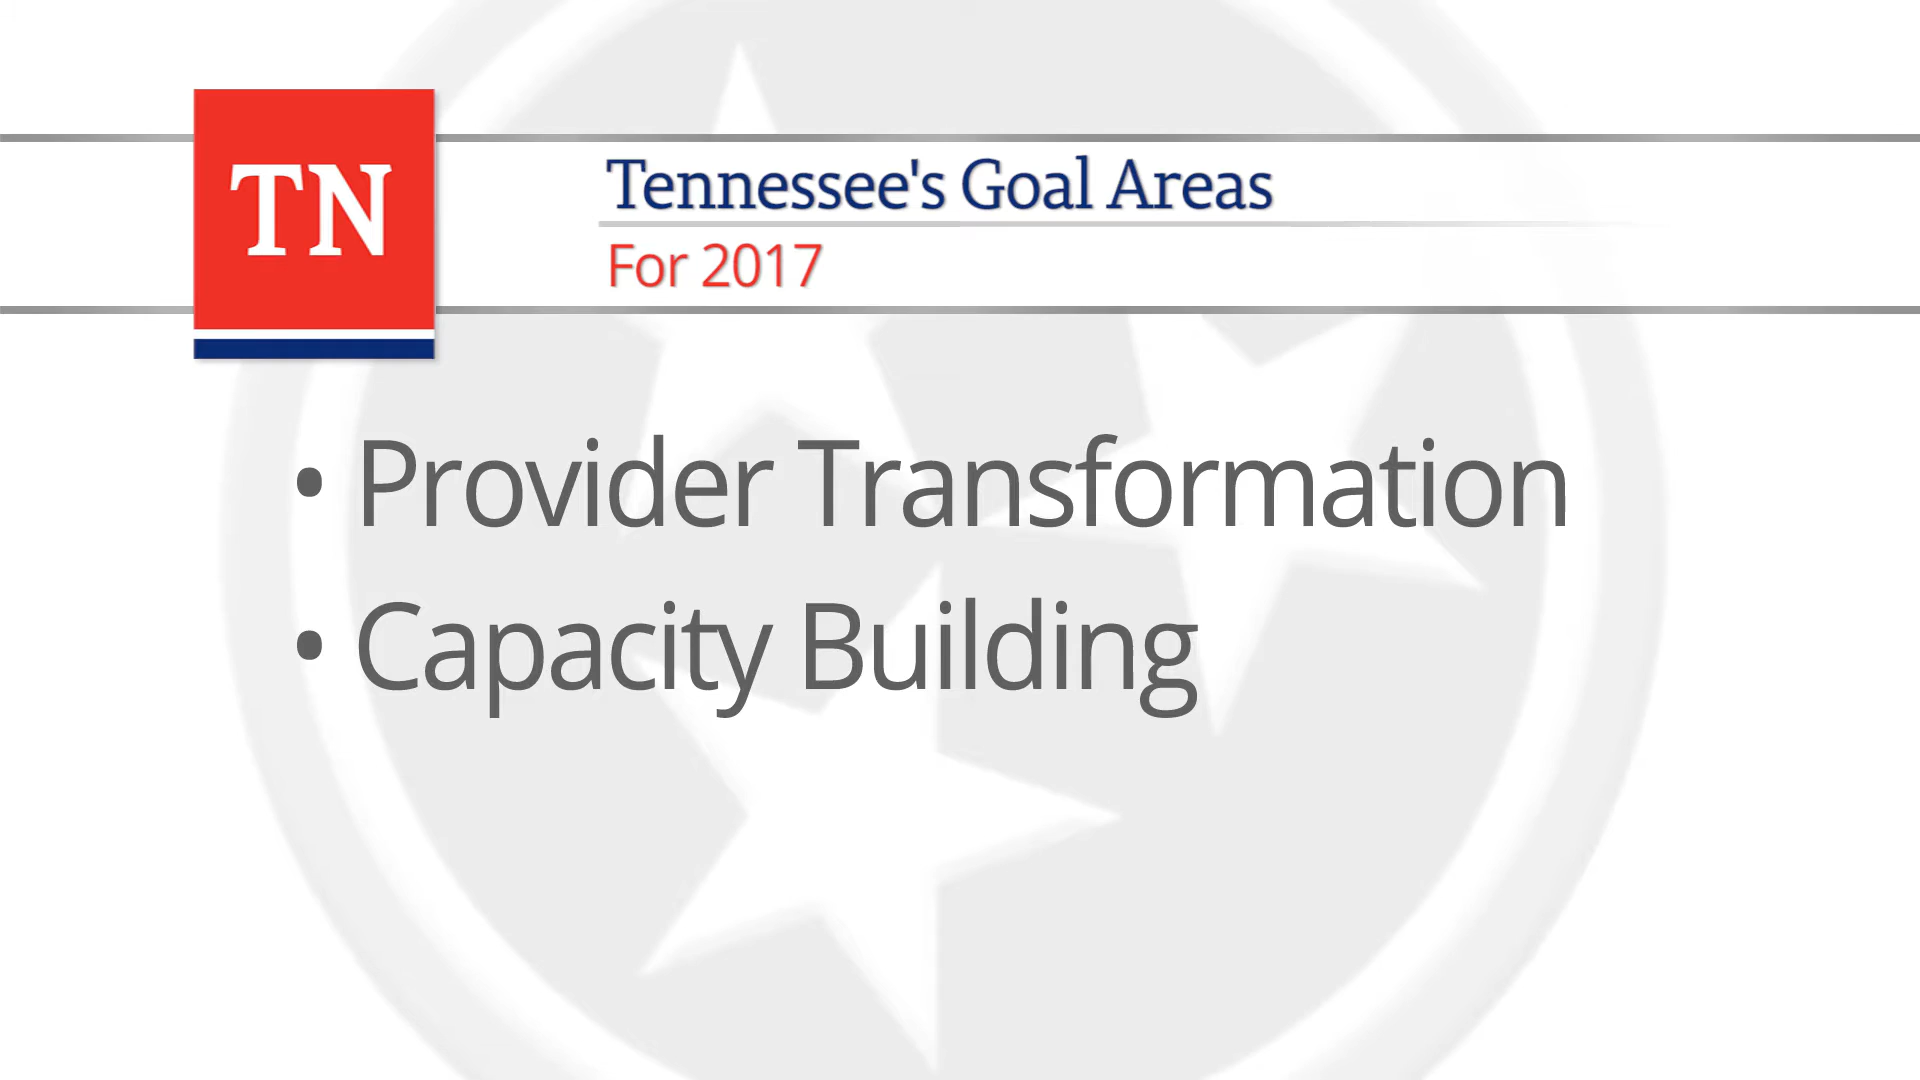 TN
Tennessee's Goal Areas
For 2017
• Provider Transformation
• Capacity Building